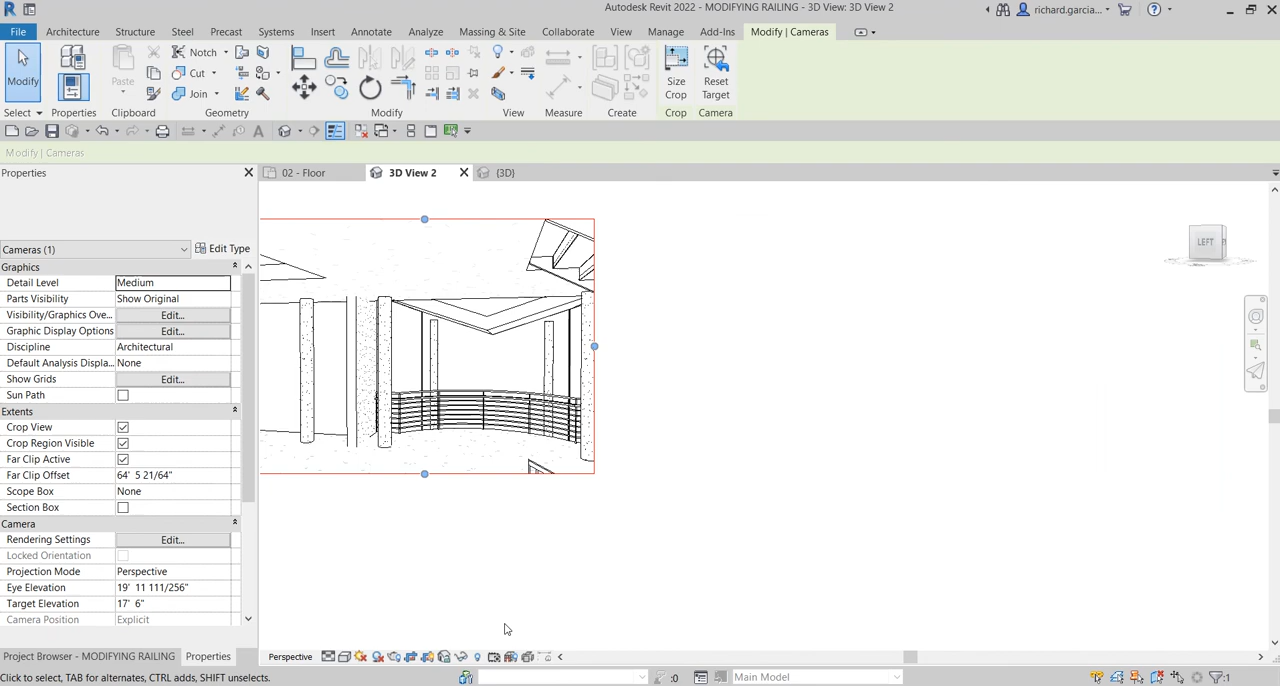 Autodesk Revit 2022 - MODIFYING RAILING - 3D View: 3D View 2
richard.garcia...
File Architecture Structure Steel Precast Systems Insert Annotate Analyze Massing & Site Collaborate View Manage Add-Ins Modify | Cameras
Modify Paste Notch Cut Join Size Crop Reset Target
Select Properties Clipboard Geometry Modify View Measure Create Crop Camera
Modify | Cameras
Properties
02 - Floor 3D View 2 {3D}
Cameras (1) Edit Type
Graphics
Detail Level Medium
Parts Visibility Show Original
Visibility/Graphics Ove... Edit...
Graphic Display Options Edit...
Discipline Architectural
Default Analysis Displa... None
Show Grids Edit...
Sun Path
Extents
Crop View
Crop Region Visible
Far Clip Active
Far Clip Offset 64' 5 21/64"
Scope Box None
Section Box
Camera
Rendering Settings Edit...
Locked Orientation
Projection Mode Perspective
Eye Elevation 19' 11 111/256"
Target Elevation 17' 6"
Camera Position Explicit
LEFT
Project Browser - MODIFYING RAILING Properties
Perspective
Click to select, TAB for alternates, CTRL adds, SHIFT unselects.
:0
Main Model
:1